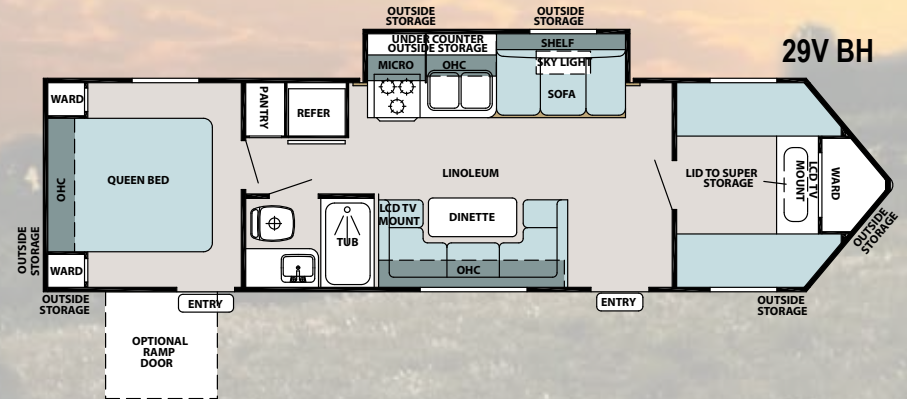 OUTSIDE
STORAGE
OUTSIDE
STORAGE
29V BH
UNDER COUNTER
OUTSIDE STORAGE
SHELF
MICRO
OHC
SKY LIGHT
SOFA
WARD
PANTRY
REFER
OHC
QUEEN BED
LINOLEUM
LID TO SUPER
STORAGE
LCD TV
MOUNT
WARD
LCD TV
MOUNT
DINETTE
TUB
OHC
OUTSIDE
STORAGE
WARD
OUTSIDE
STORAGE
OUTSIDE
STORAGE
ENTRY
ENTRY
OUTSIDE
STORAGE
OPTIONAL
RAMP
DOOR